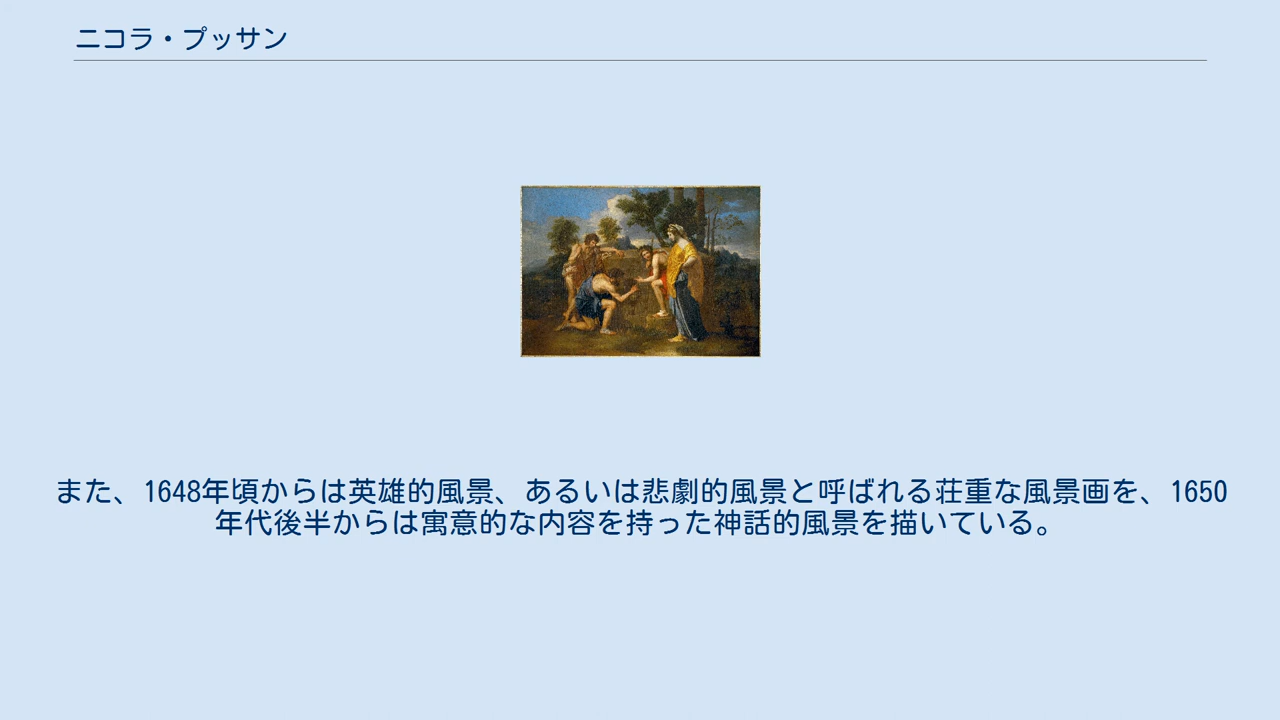 ニコラ・プッサン
また、1648年頃からは英雄的風景、あるいは悲劇的風景と呼ばれる荘重な風景画を、1650
年代後半からは寓意的な内容を持った神話的風景を描いている。